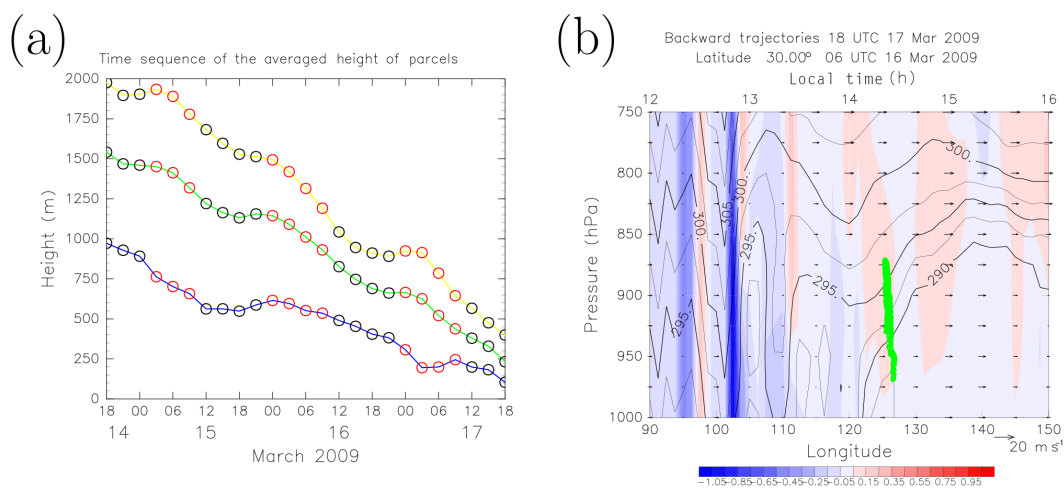 (a)
Time sequence of the averaged height of parcels
Height (m)
2000
1750
1500
1250
1000
750
500
250
0
18 00 06 12 18 00 06 12 18 00 06 12 18
14 15 16 17
March 2009
(b)
Backward trajectories 18 UTC 17 Mar 2009
Latitude 30.00º 06 UTC 16 Mar 2009
Local time (h)
12 13 14 15 16
Pressure (hPa)
750
800
850
900
950
1000
300.
305.
300.
300.
295.
295.
290.
295.
90 100 110 120 130 140 150
Longitude
20 m s⁻¹
-1.05 -0.85 -0.65 -0.45 -0.25 -0.05 0.15 0.35 0.55 0.75 0.95